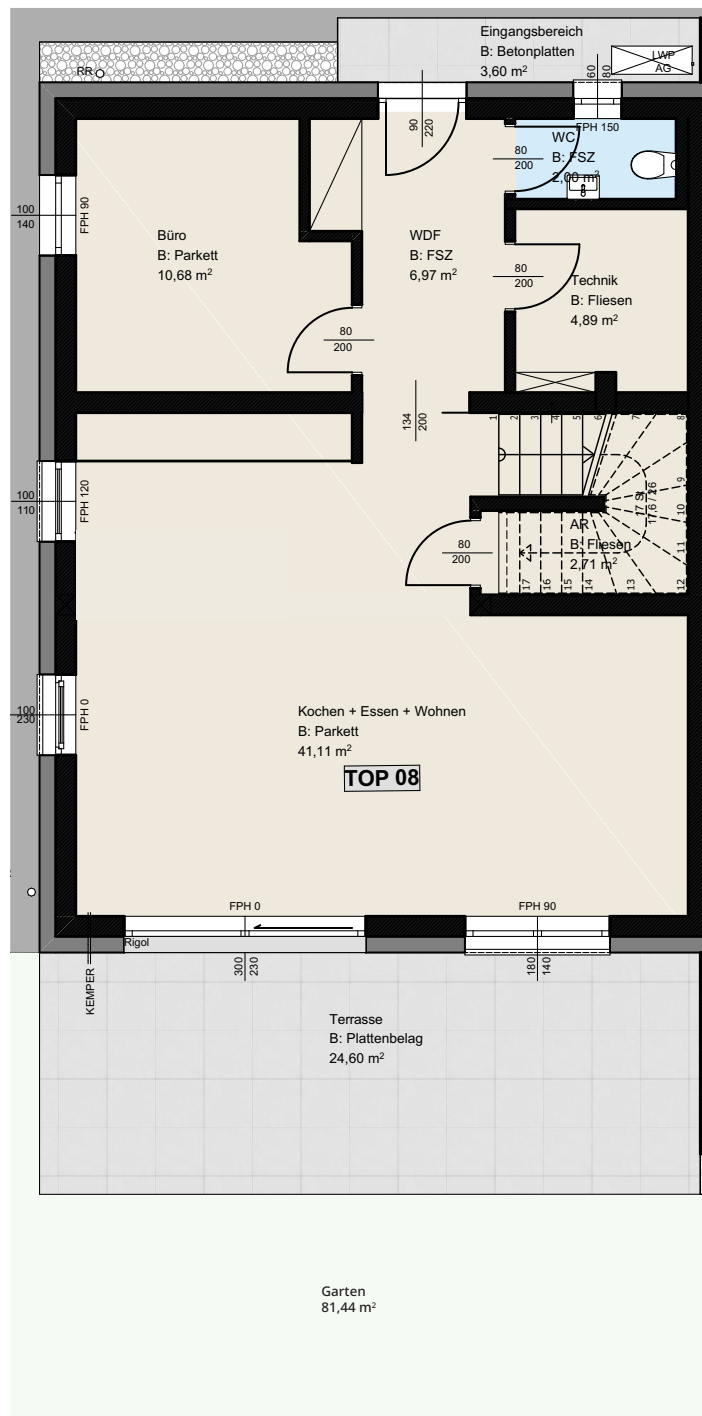 Eingangsbereich
B: Betonplatten
3,60 m²
LWP
AG
RR
60
80
90
220
FPH 150
WC
B: FSZ
2,00 m²
80
200
100
140
FPH 90
Büro
B: Parkett
10,68 m²
WDF
B: FSZ
6,97 m²
80
200
Technik
B: Fliesen
4,89 m²
80
200
134
200
1
2
3
4
5
6
7
8
9
10
11
12
13
14
15
16
17
17 St
17,6 / 26
100
110
FPH 120
AR
B: Fliesen
2,71 m²
80
200
100
230
FPH 0
Kochen + Essen + Wohnen
B: Parkett
41,11 m²
TOP 08
FPH 0
FPH 90
Rigol
KEMPER
300
230
180
140
Terrasse
B: Plattenbelag
24,60 m²
Garten
81,44 m²